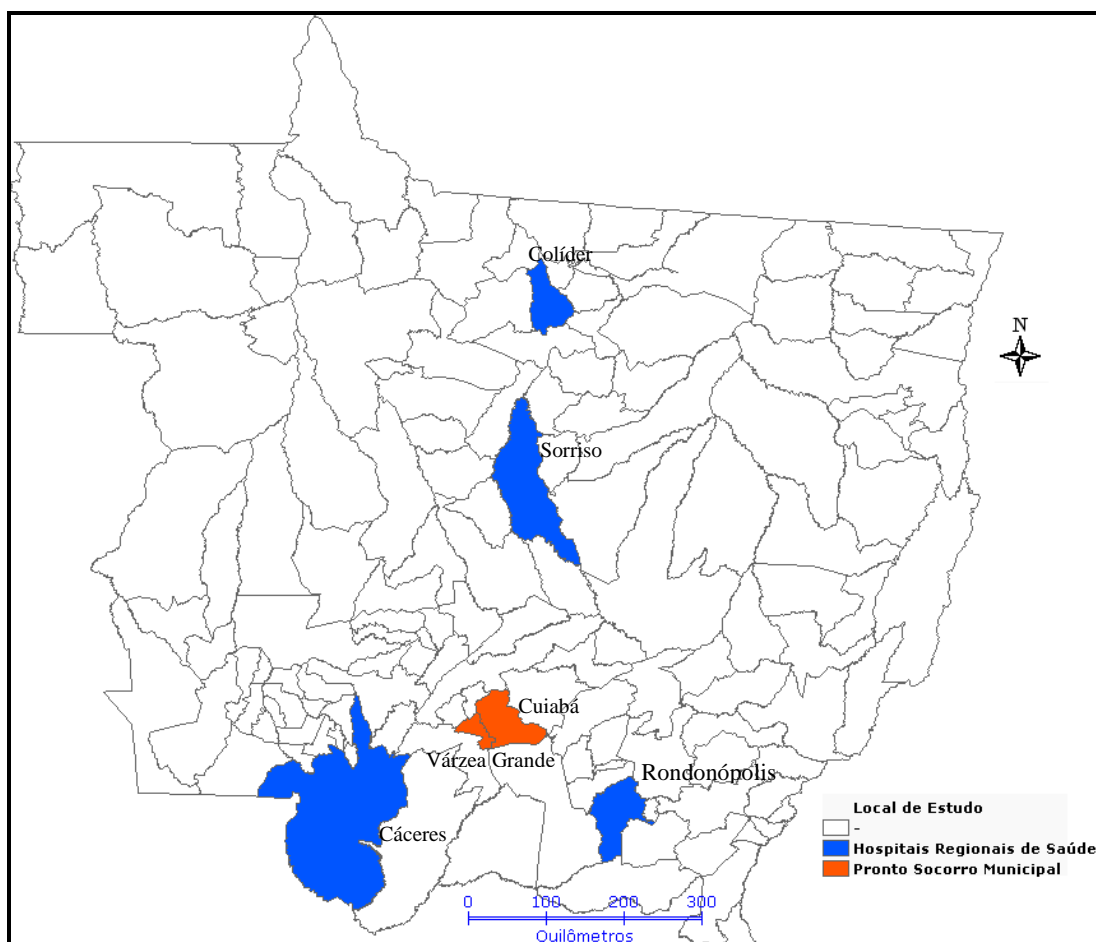 Colíder
N
Sorriso
Cuiabá
Várzea Grande
Rondonópolis
Cáceres
Local de Estudo
-
Hospitais Regionais de Saúde
Pronto Socorro Municipal
0 100 200 300
Quilômetros